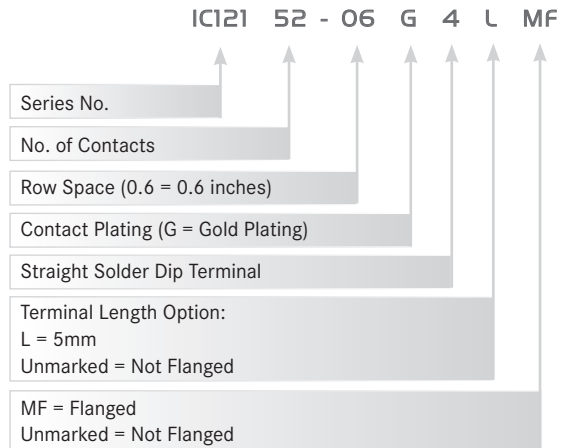 IC121 52 - 06 G 4 L MF
Series No.
No. of Contacts
Row Space (0.6 = 0.6 inches)
Contact Plating (G = Gold Plating)
Straight Solder Dip Terminal
Terminal Length Option:
L = 5mm
Unmarked = Not Flanged
MF = Flanged
Unmarked = Not Flanged